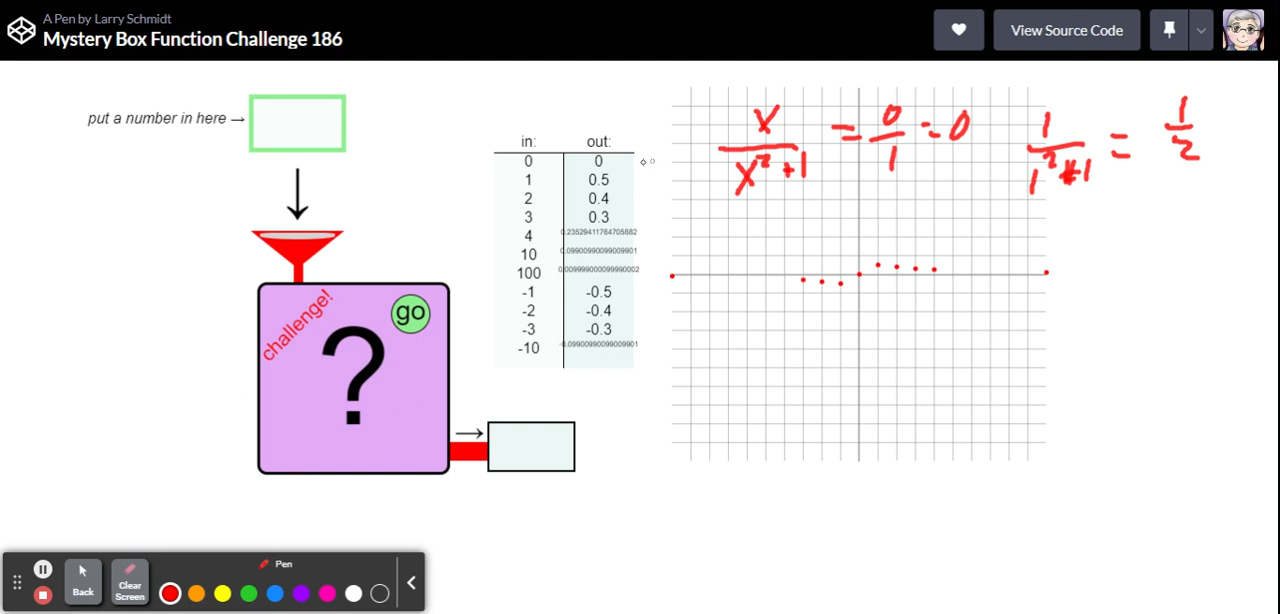 A Pen by Larry Schmidt
Mystery Box Function Challenge 186
View Source Code
put a number in here →
challenge!
go
?
in: out:
0 0
1 0.5
2 0.4
3 0.3
4 0.23529411764705882
10 0.09900990099009901
100 0.009999000099990002
-1 -0.5
-2 -0.4
-3 -0.3
-10 -0.09900990099009901
x/(x²+1) = 0/1 = 0
1/(1²+1) = 1/2
Pen
Back
Clear
Screen